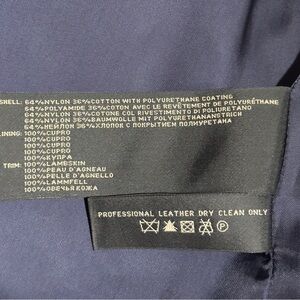 SHELL: 64%NYLON 36%COTTON WITH POLYURETHANE COATING
64%POLYAMIDE 36%COTON AVEC LE REVÊTEMENT DE POLYURÉTHANE
64%NYLON 36%COTONE COL RIVESTIMENTO DI POLIURETANO
64%NYLON 36%BAUMWOLLE MIT POLYURETHANANSTRICH
64%НЕЙЛОН 36%ХЛОПОК С ПОКРЫТИЕМ ПОЛИУРЕТАНА
LINING: 100%CUPRO
100%CUPRO
100%CUPRO
100%CUPRO
100%КУПРА
TRIM: 100%LAMBSKIN
100%PEAU D'AGNEAU
100%PELLE D'AGNELLO
100%LAMMFELL
100%ОВЕЧЬЯ КОЖА
PROFESSIONAL LEATHER DRY CLEAN ONLY